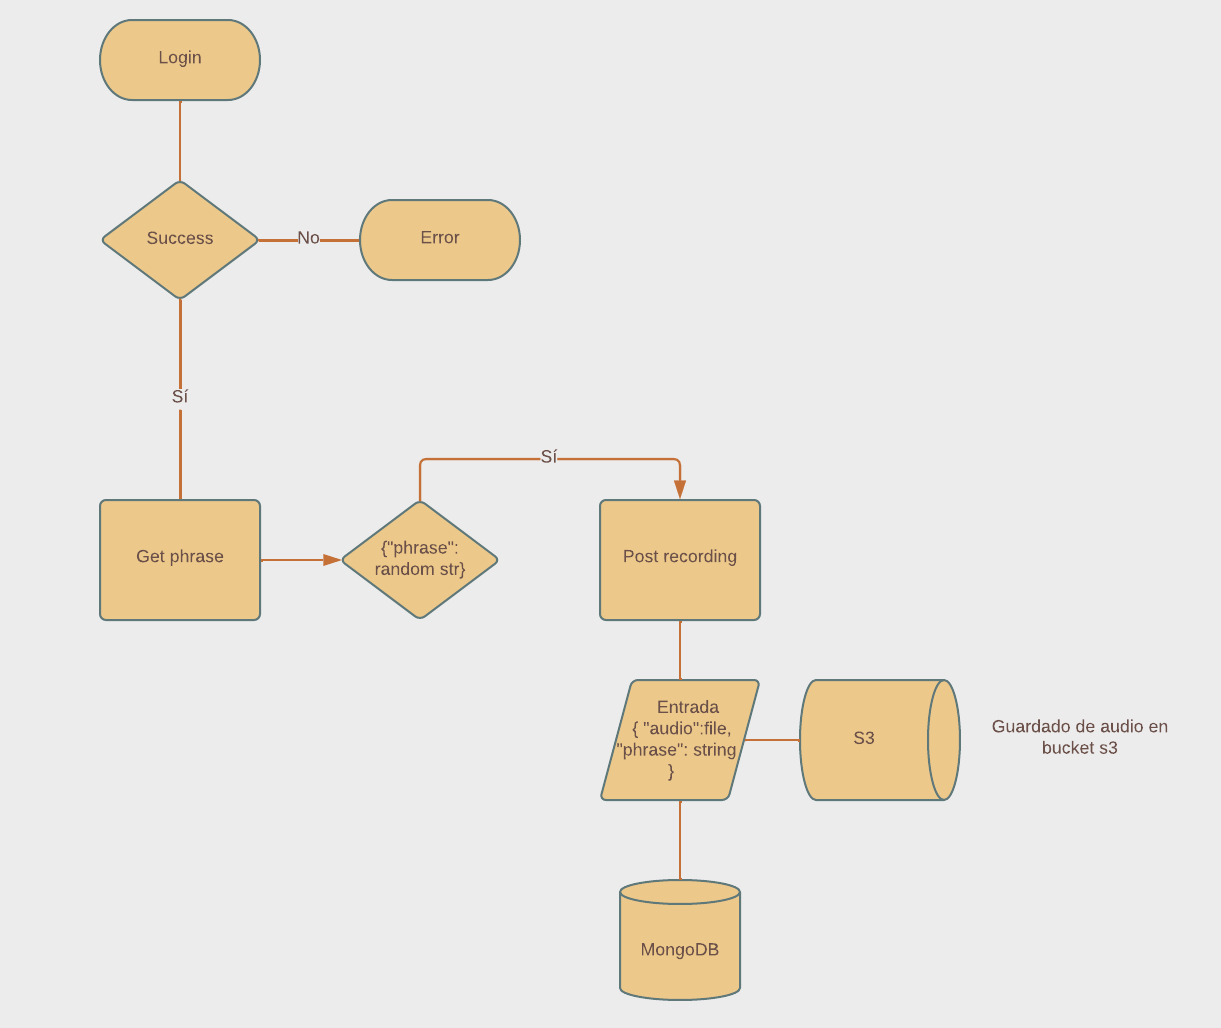 Login
Success
No
Error
Sí
Sí
Get phrase
{"phrase":
random str}
Post recording
Entrada
{ "audio":file,
"phrase": string
}
S3
Guardado de audio en
bucket s3
MongoDB